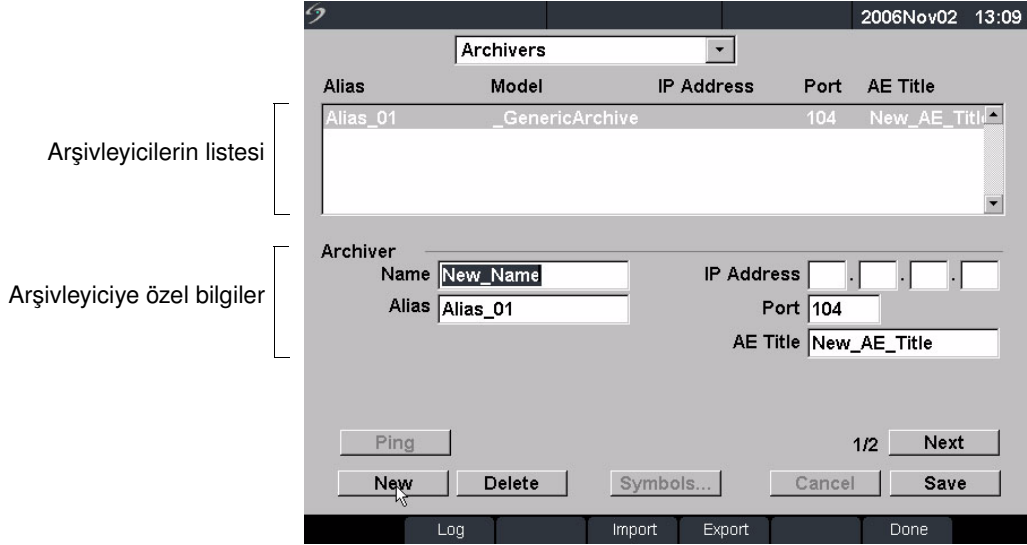 2006Nov02 13:09
Archivers
Alias Model IP Address Port AE Title
Alias_01 _GenericArchive 104 New_AE_Title
Arşivleyicilerin listesi
Archiver
Name New_Name IP Address . . .
Arşivleyiciye özel bilgiler
Alias Alias_01 Port 104
AE Title New_AE_Title
Ping 1/2 Next
New Delete Symbols... Cancel Save
Log Import Export Done